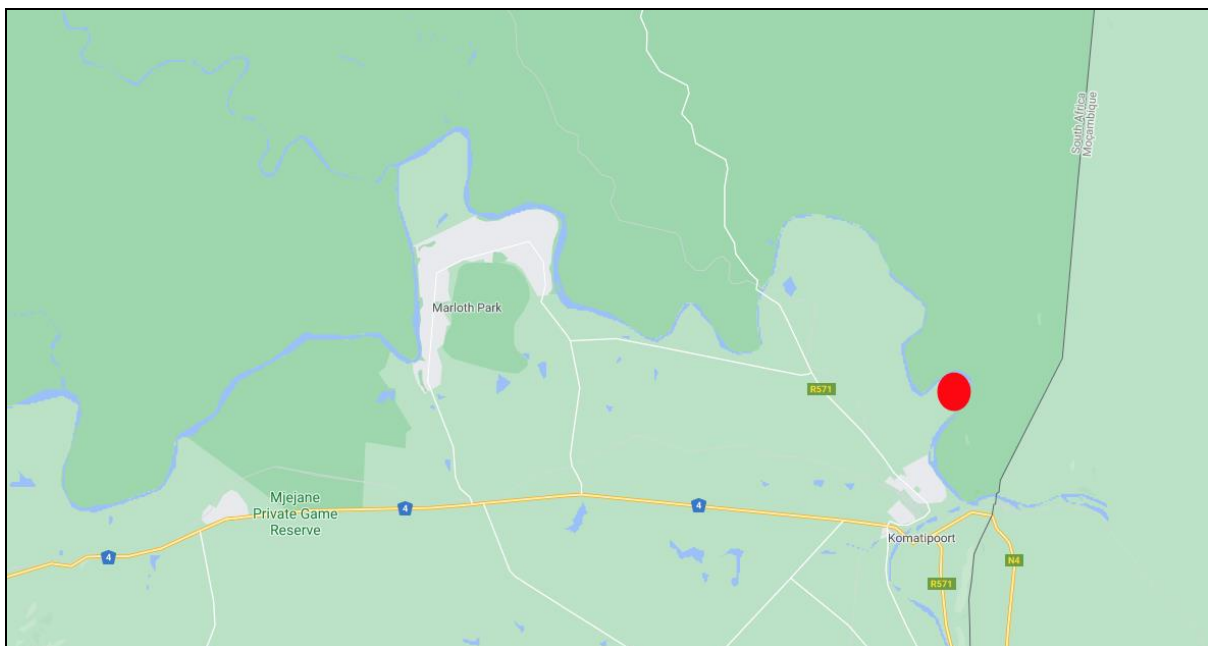 South Africa
Moçambique
Marloth Park
R571
Mjejane
Private Game
Reserve
4
4
4
Komatipoort
N4
R571